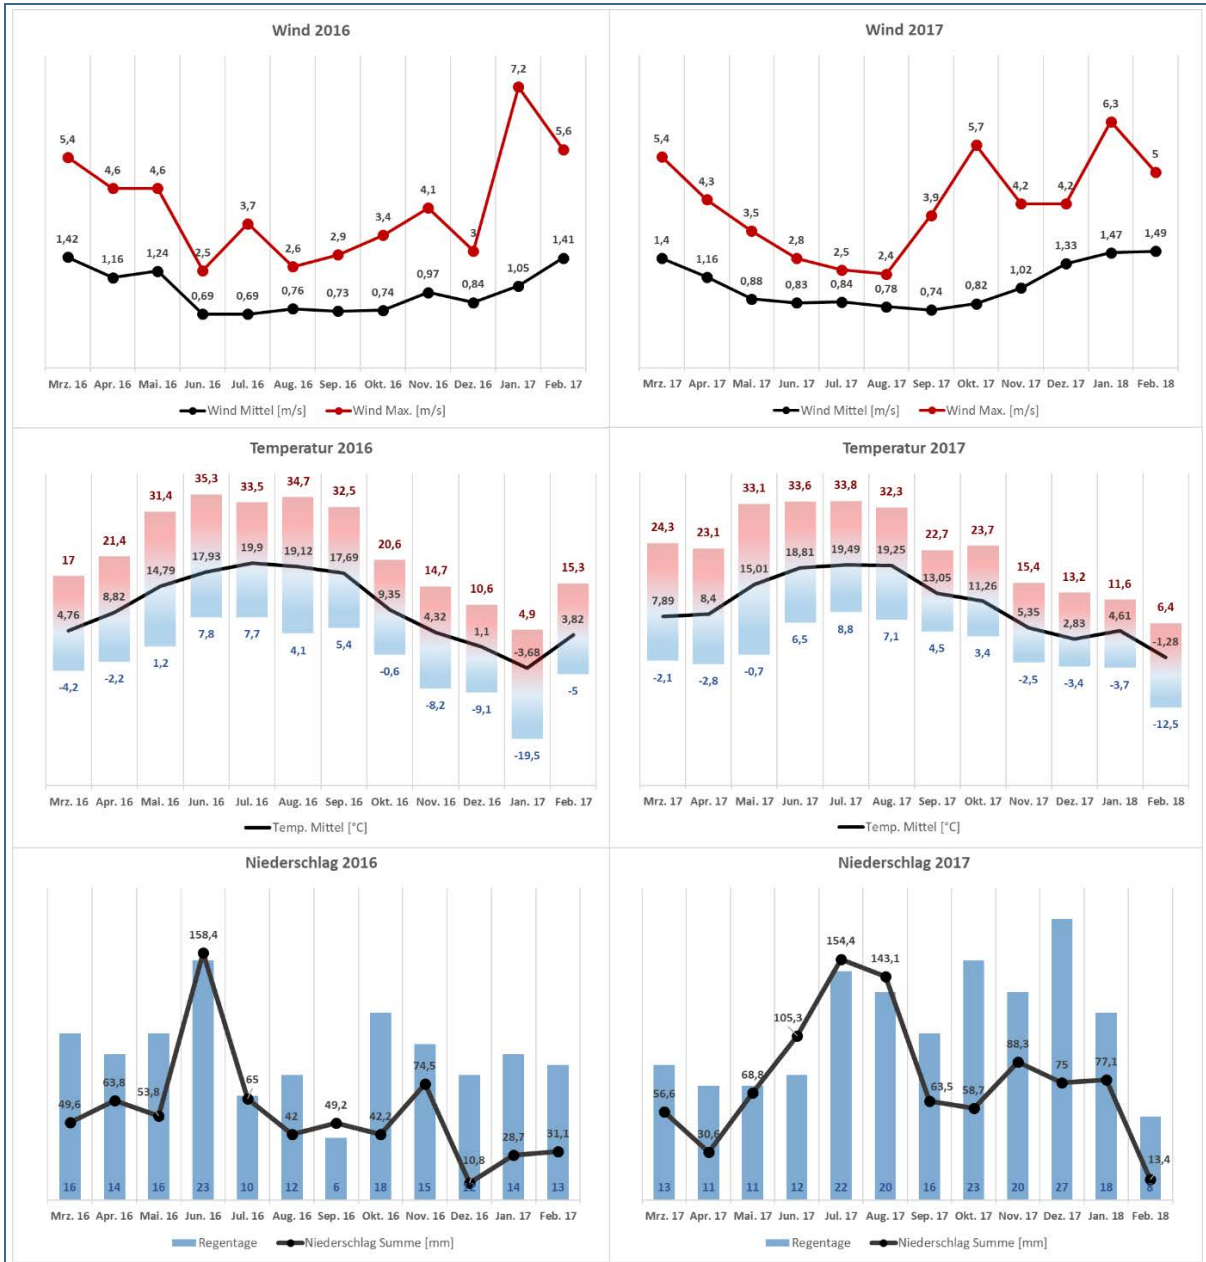 Wind 2016
5,4 4,6 4,6 2,5 3,7 2,6 2,9 3,4 4,1 3 7,2 5,6
1,42 1,16 1,24 0,69 0,69 0,76 0,73 0,74 0,97 0,84 1,05 1,41
Mrz. 16 Apr. 16 Mai. 16 Jun. 16 Jul. 16 Aug. 16 Sep. 16 Okt. 16 Nov. 16 Dez. 16 Jan. 17 Feb. 17
Wind Mittel [m/s] Wind Max. [m/s]
Wind 2017
5,4 4,3 3,5 2,8 2,5 2,4 3,9 5,7 4,2 4,2 6,3 5
1,4 1,16 0,88 0,83 0,84 0,78 0,74 0,82 1,02 1,33 1,47 1,49
Mrz. 17 Apr. 17 Mai. 17 Jun. 17 Jul. 17 Aug. 17 Sep. 17 Okt. 17 Nov. 17 Dez. 17 Jan. 18 Feb. 18
Wind Mittel [m/s] Wind Max. [m/s]
Temperatur 2016
17 21,4 31,4 35,3 33,5 34,7 32,5 20,6 14,7 10,6 4,9 15,3
4,76 8,82 14,79 17,93 19,9 19,12 17,69 9,35 4,32 1,1 -3,68 3,82
-4,2 -2,2 1,2 7,8 7,7 4,1 5,4 -0,6 -8,2 -9,1 -19,5 -5
Mrz. 16 Apr. 16 Mai. 16 Jun. 16 Jul. 16 Aug. 16 Sep. 16 Okt. 16 Nov. 16 Dez. 16 Jan. 17 Feb. 17
Temp. Mittel [°C]
Temperatur 2017
24,3 23,1 33,1 33,6 33,8 32,3 22,7 23,7 15,4 13,2 11,6 6,4
7,89 8,4 15,01 18,81 19,49 19,25 13,05 11,26 5,35 2,83 4,61 -1,28
-2,1 -2,8 -0,7 6,5 8,8 7,1 4,5 3,4 -2,5 -3,4 -3,7 -12,5
Mrz. 17 Apr. 17 Mai. 17 Jun. 17 Jul. 17 Aug. 17 Sep. 17 Okt. 17 Nov. 17 Dez. 17 Jan. 18 Feb. 18
Temp. Mittel [°C]
Niederschlag 2016
49,6 63,8 53,8 158,4 65 42 49,2 42,2 74,5 10,8 28,7 31,1
16 14 16 23 10 12 6 18 15 12 14 13
Mrz. 16 Apr. 16 Mai. 16 Jun. 16 Jul. 16 Aug. 16 Sep. 16 Okt. 16 Nov. 16 Dez. 16 Jan. 17 Feb. 17
Regentage Niederschlag Summe [mm]
Niederschlag 2017
56,6 30,6 68,8 105,3 154,4 143,1 63,5 58,7 88,3 75 77,1 13,4
13 11 11 12 22 20 16 23 20 27 18 8
Mrz. 17 Apr. 17 Mai. 17 Jun. 17 Jul. 17 Aug. 17 Sep. 17 Okt. 17 Nov. 17 Dez. 17 Jan. 18 Feb. 18
Regentage Niederschlag Summe [mm]